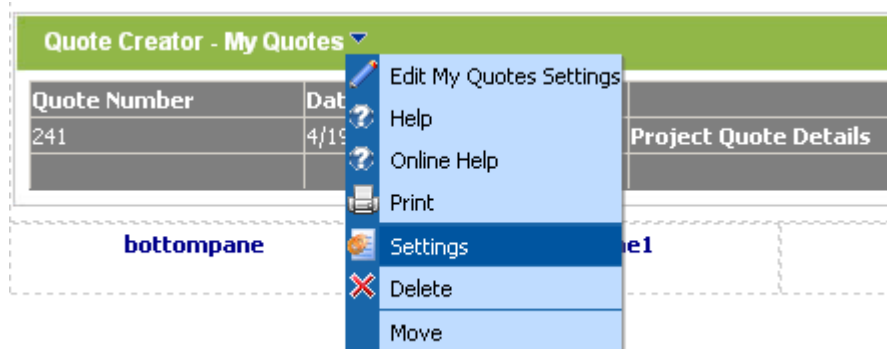 Quote Creator - My Quotes
Edit My Quotes Settings
Quote Number
Help
241
Project Quote Details
Online Help
Print
bottompane
Settings
Delete
Move